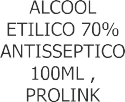 ALCOOL
ETILICO 70%
ANTISSEPTICO
100ML ,
PROLINK